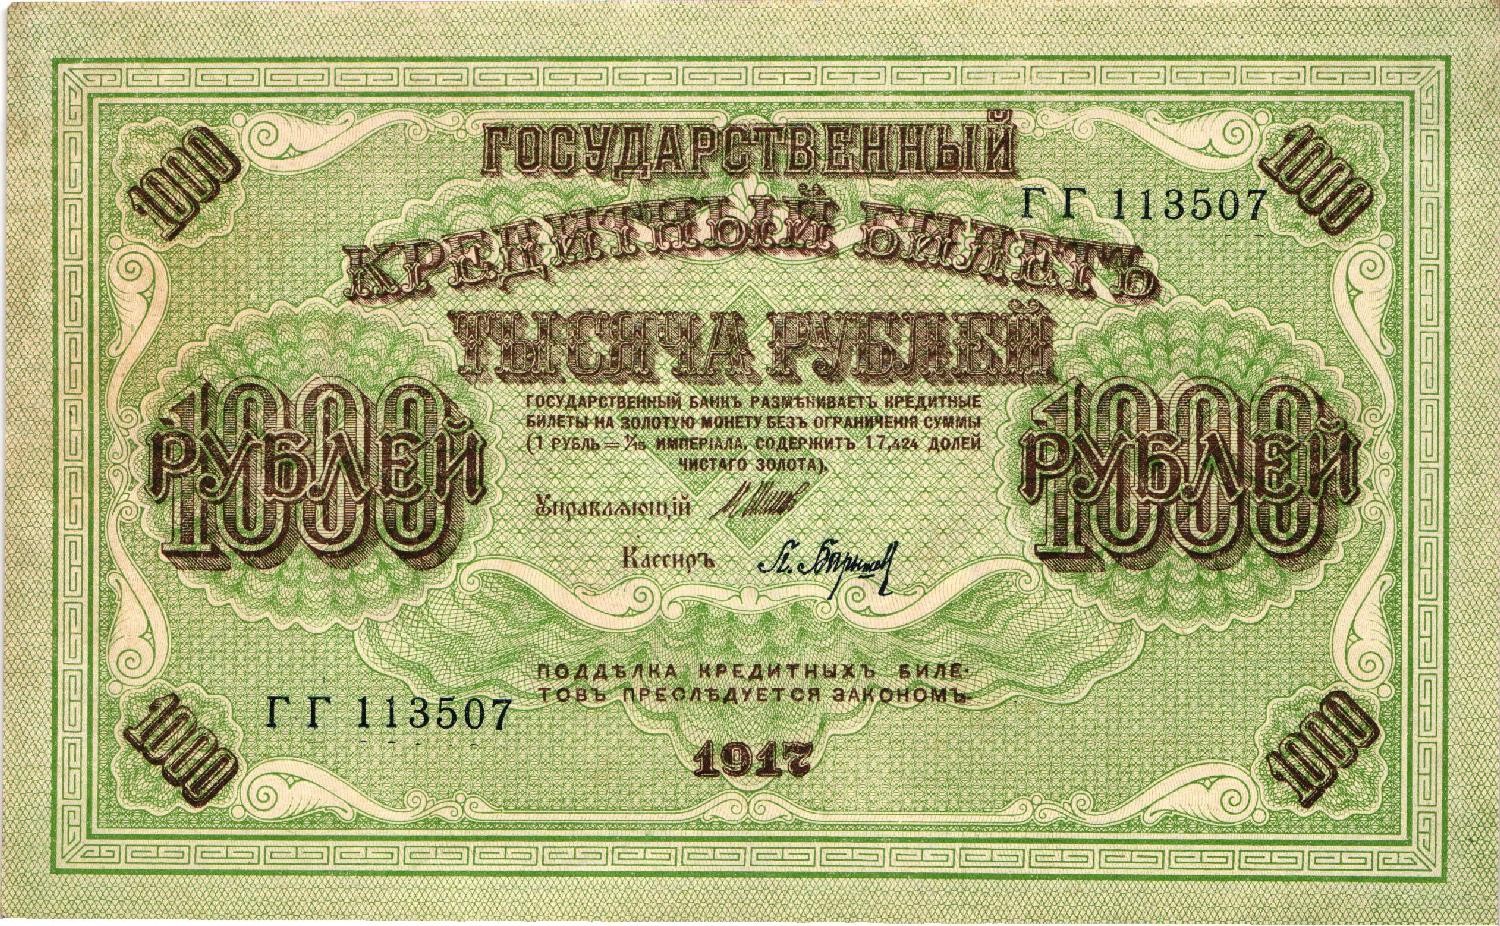 1000
1000
ГОСУДАРСТВЕННЫЙ
ГГ 113507
КРЕДИТНЫЙ БИЛЕТЪ
ТЫСЯЧА РУБЛЕЙ
1000
РУБЛЕЙ
1000
РУБЛЕЙ
ГОСУДАРСТВЕННЫЙ БАНКЪ РАЗМѢНИВАЕТЪ КРЕДИТНЫЕ
БИЛЕТЫ НА ЗОЛОТУЮ МОНЕТУ БЕЗЪ ОГРАНИЧЕНІЯ СУММЫ
(1 РУБЛЬ = 1/15 ИМПЕРІАЛА, СОДЕРЖИТЪ 17,424 ДОЛЕЙ
ЧИСТАГО ЗОЛОТА).
Управляющій
Кассиръ
ПОДДѢЛКА КРЕДИТНЫХЪ БИЛЕ-
ТОВЪ ПРЕСЛѢДУЕТСЯ ЗАКОНОМЪ.
ГГ 113507
1917
1000
1000